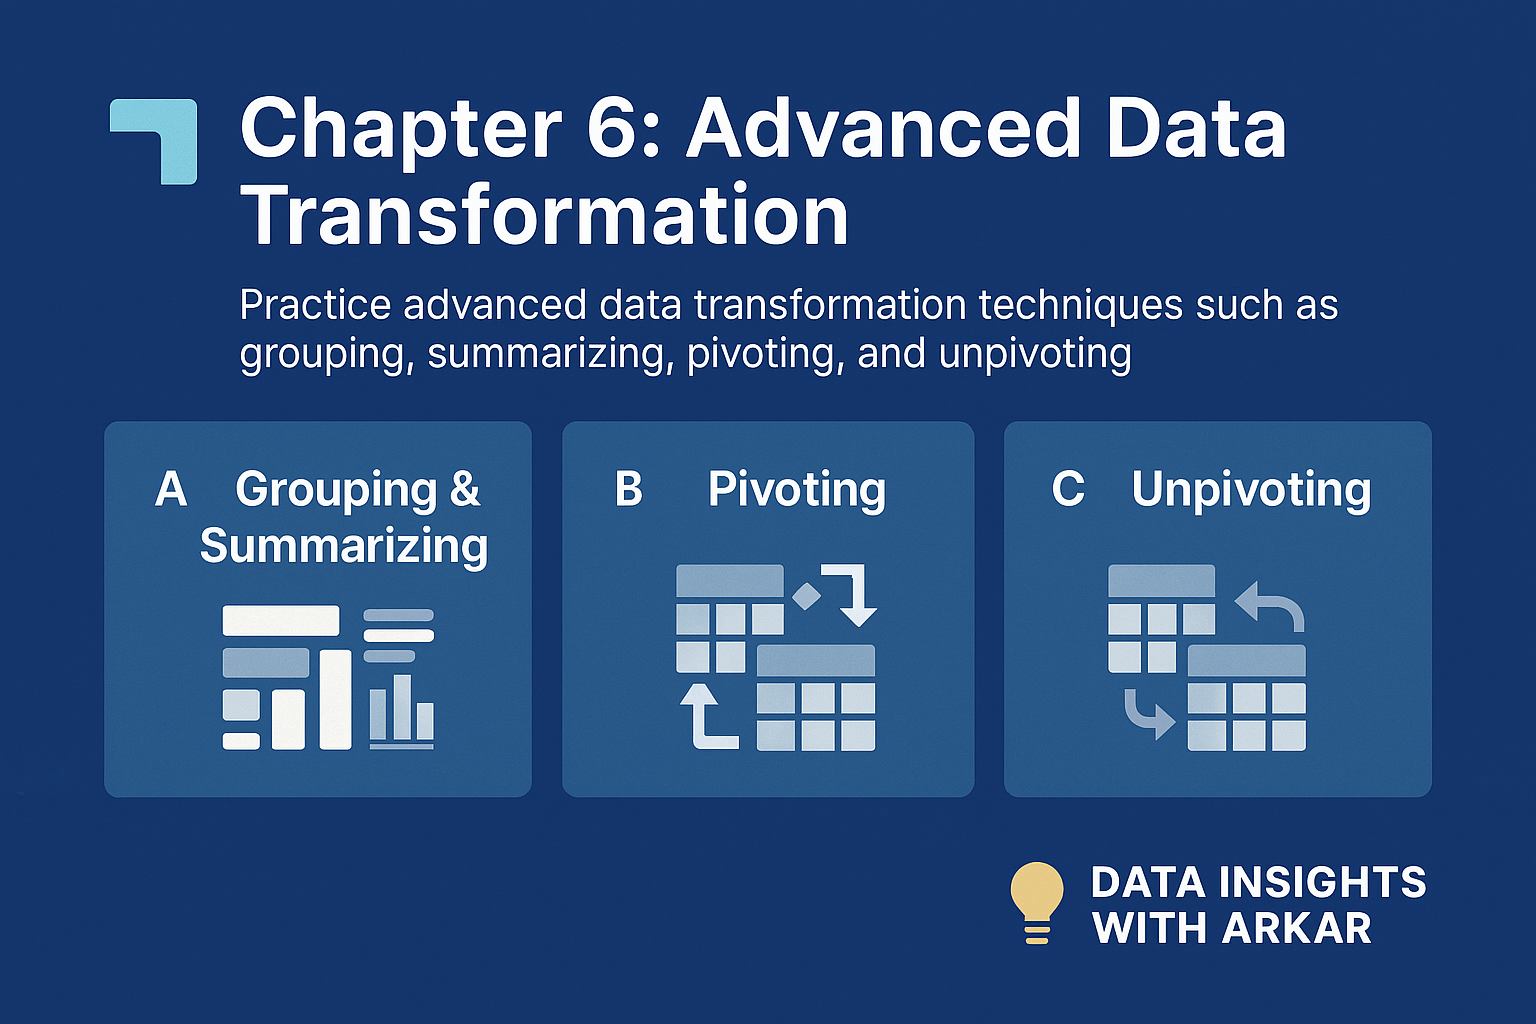 Chapter 6: Advanced Data
Transformation
Practice advanced data transformation techniques such as
grouping, summarizing, pivoting, and unpivoting
A Grouping &
Summarizing
B Pivoting
C Unpivoting
DATA INSIGHTS
WITH ARKAR